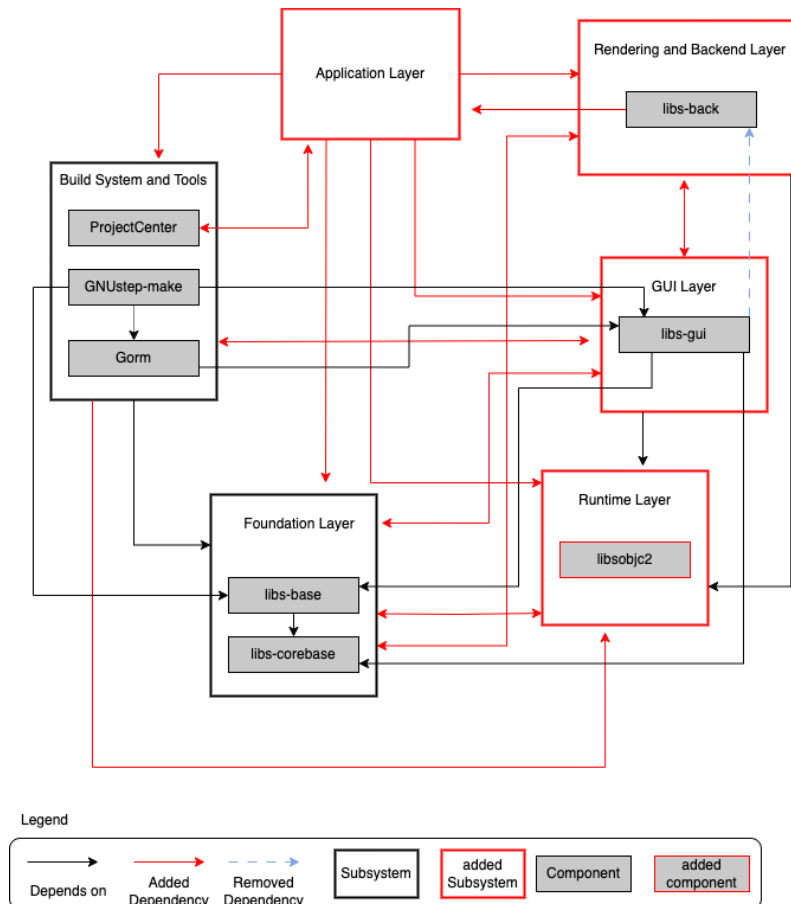 Application Layer
Rendering and Backend Layer
libs-back
Build System and Tools
ProjectCenter
GNUstep-make
Gorm
GUI Layer
libs-gui
Foundation Layer
libs-base
libs-corebase
Runtime Layer
libsobjc2
Legend
Depends on
Added
Dependency
Removed
Dependency
Subsystem
added
Subsystem
Component
added
component